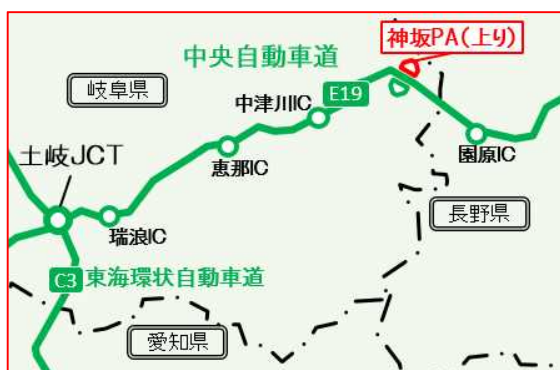 神坂PA(上り)
中央自動車道
岐阜県
E19
中津川IC
土岐JCT
恵那IC
園原IC
瑞浪IC
長野県
C3 東海環状自動車道
愛知県